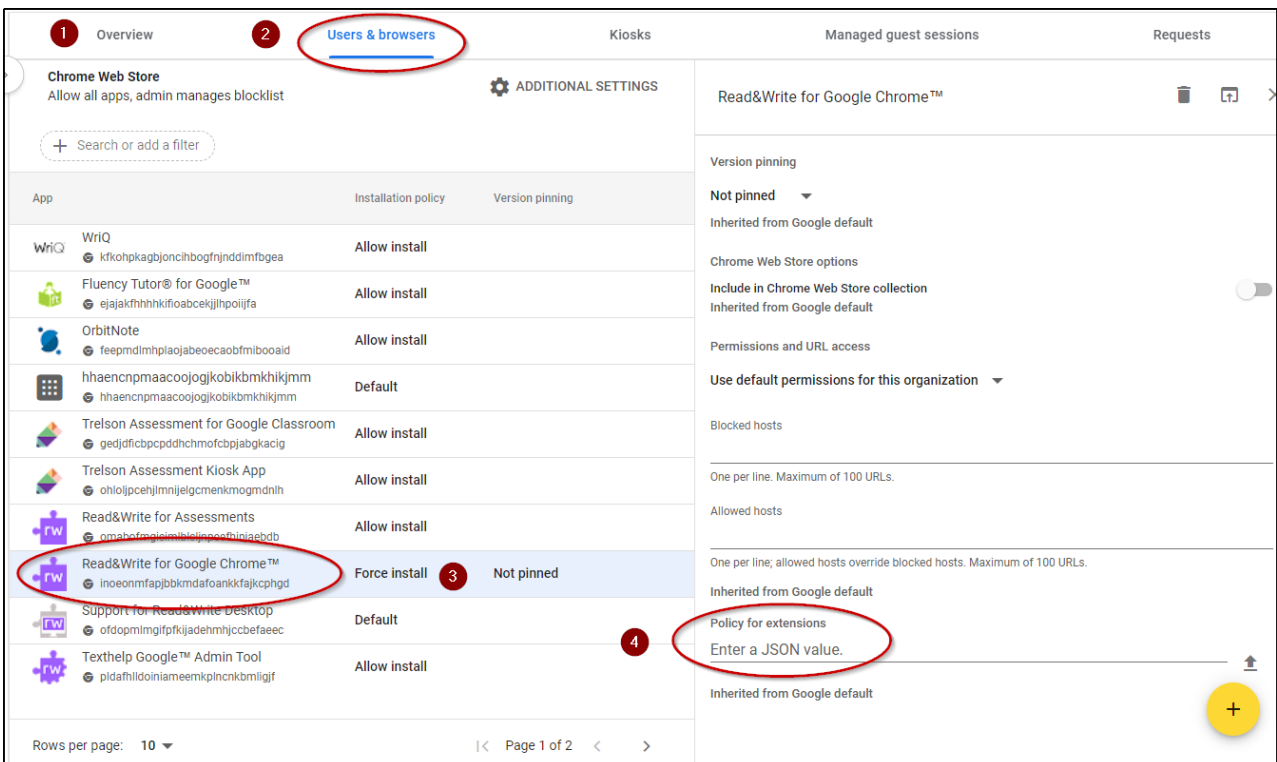 1 Overview 2 Users & browsers Kiosks Managed guest sessions Requests
Chrome Web Store
Allow all apps, admin manages blocklist
ADDITIONAL SETTINGS
+ Search or add a filter
App Installation policy Version pinning
WriQ
WriQ
kfkohpkagbjoncihbogfnjnddimfbgea
Allow install
Fluency Tutor® for Google™
ejajakfhhhhkifioabcekjjlhpoiijfa
Allow install
OrbitNote
feepmdlmhplaojabeoecaobfmibooaid
Allow install
hhaencnpmaacoojogjkobikbmkhikjmm
hhaencnpmaacoojogjkobikbmkhikjmm
Default
Trelson Assessment for Google Classroom
gedjdficbpcpddhchmofcbpjabgkacig
Allow install
Trelson Assessment Kiosk App
ohloljpcehjlmnijelgcmenkmogmdnlh
Allow install
rw
Read&Write for Assessments
Allow install
rw
Read&Write for Google Chrome™
inoeonmfapjbbkmdafoankkfajkcphgd
Force install 3 Not pinned
rw
Support for Read&Write Desktop
ofdopmlmgifpfkijadehmhjccbefaeec
Default
rw
Texthelp Google™ Admin Tool
pldafhlldoiniameemkplncnkbmligjf
Allow install
Rows per page: 10 Page 1 of 2
Read&Write for Google Chrome™
Version pinning
Not pinned
Inherited from Google default
Chrome Web Store options
Include in Chrome Web Store collection
Inherited from Google default
Permissions and URL access
Use default permissions for this organization
Blocked hosts
One per line. Maximum of 100 URLs.
Allowed hosts
One per line; allowed hosts override blocked hosts. Maximum of 100 URLs.
Inherited from Google default
4
Policy for extensions
Enter a JSON value.
Inherited from Google default
+